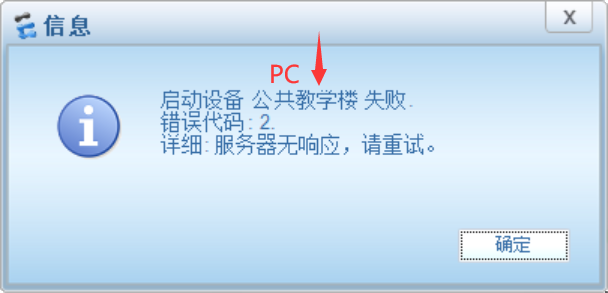 信息
X
PC
启动设备 公共教学楼 失败.
错误代码: 2.
详细: 服务器无响应，请重试。
确定